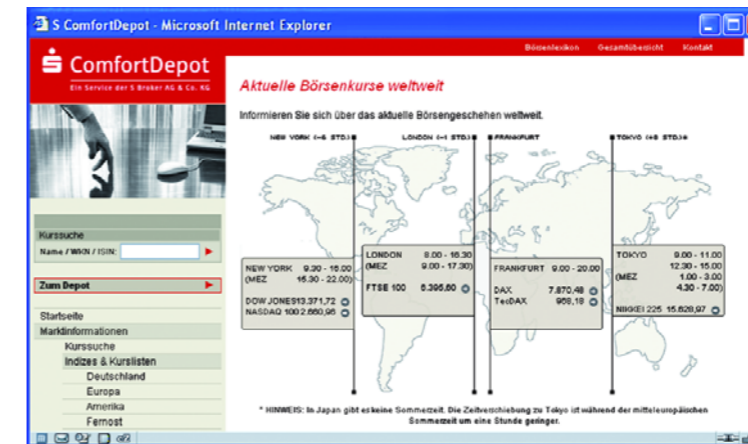 S ComfortDepot - Microsoft Internet Explorer
Börsenlexikon Gesamtübersicht Kontakt
ComfortDepot
Ein Service der S Broker AG & Co. KG
Aktuelle Börsenkurse weltweit
Informieren Sie sich über das aktuelle Börsengeschehen weltweit.
NEW YORK (-6 STD.) LONDON (-1 STD.) FRANKFURT TOKYO (+8 STD.)*
Kurssuche
Name / WKN / ISIN:
Zum Depot
Startseite
Marktinformationen
Kurssuche
Indizes & Kurslisten
Deutschland
Europa
Amerika
Fernost
NEW YORK 9.30 - 16.00
(MEZ 15.30 - 22.00)
DOW JONES 13.371,72
NASDAQ 100 2.660,96
LONDON 8.00 - 16.30
(MEZ 9.00 - 17.30)
FTSE 100 6.395,60
FRANKFURT 9.00 - 20.00
DAX 7.870,48
TecDAX 968,18
TOKYO 9.00 - 11.00
12.30 - 15.00
(MEZ 1.00 - 3.00
4.30 - 7.00)
NIKKEI 225 15.628,97
* HINWEIS: In Japan gibt es keine Sommerzeit. Die Zeitverschiebung zu Tokyo ist während der mitteleuropäischen
Sommerzeit um eine Stunde geringer.